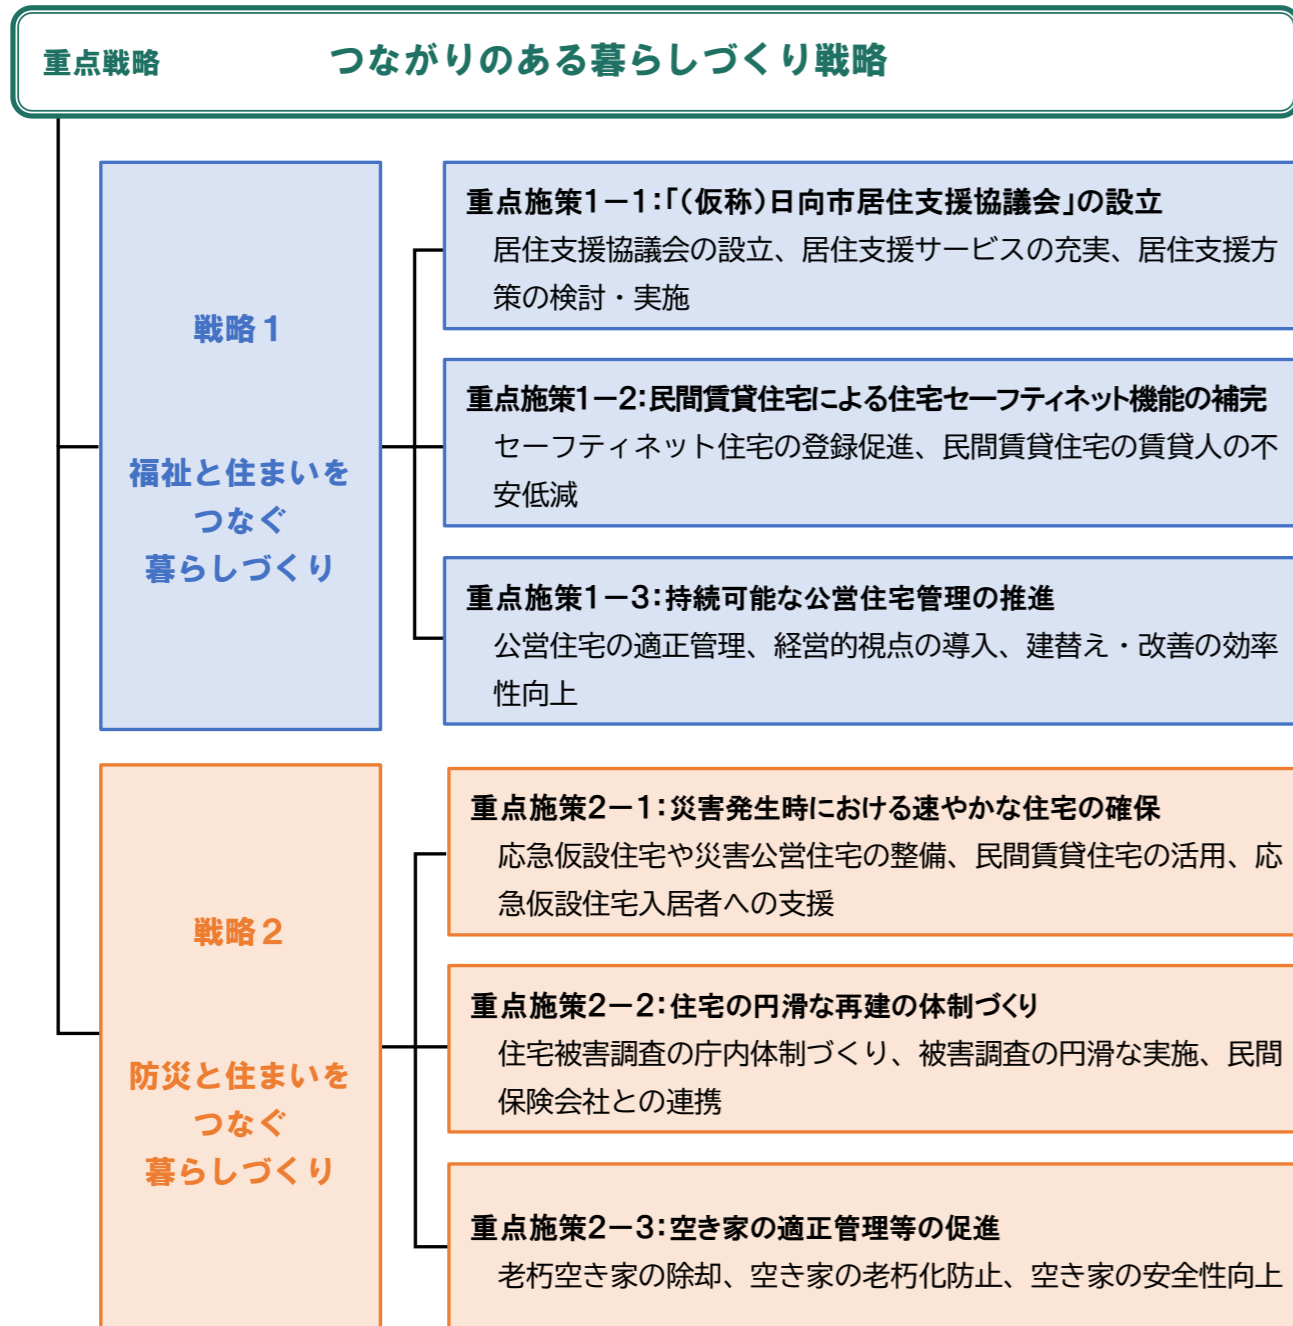 重点戦略 つながりのある暮らしづくり戦略
戦略1
福祉と住まいを
つなぐ
暮らしづくり
重点施策1－1：「（仮称）日向市居住支援協議会」の設立
居住支援協議会の設立、居住支援サービスの充実、居住支援方
策の検討・実施
重点施策1－2：民間賃貸住宅による住宅セーフティネット機能の補完
セーフティネット住宅の登録促進、民間賃貸住宅の賃貸人の不
安低減
重点施策1－3：持続可能な公営住宅管理の推進
公営住宅の適正管理、経営的視点の導入、建替え・改善の効率
性向上
戦略2
防災と住まいを
つなぐ
暮らしづくり
重点施策2－1：災害発生時における速やかな住宅の確保
応急仮設住宅や災害公営住宅の整備、民間賃貸住宅の活用、応
急仮設住宅入居者への支援
重点施策2－2：住宅の円滑な再建の体制づくり
住宅被害調査の庁内体制づくり、被害調査の円滑な実施、民間
保険会社との連携
重点施策2－3：空き家の適正管理等の促進
老朽空き家の除却、空き家の老朽化防止、空き家の安全性向上